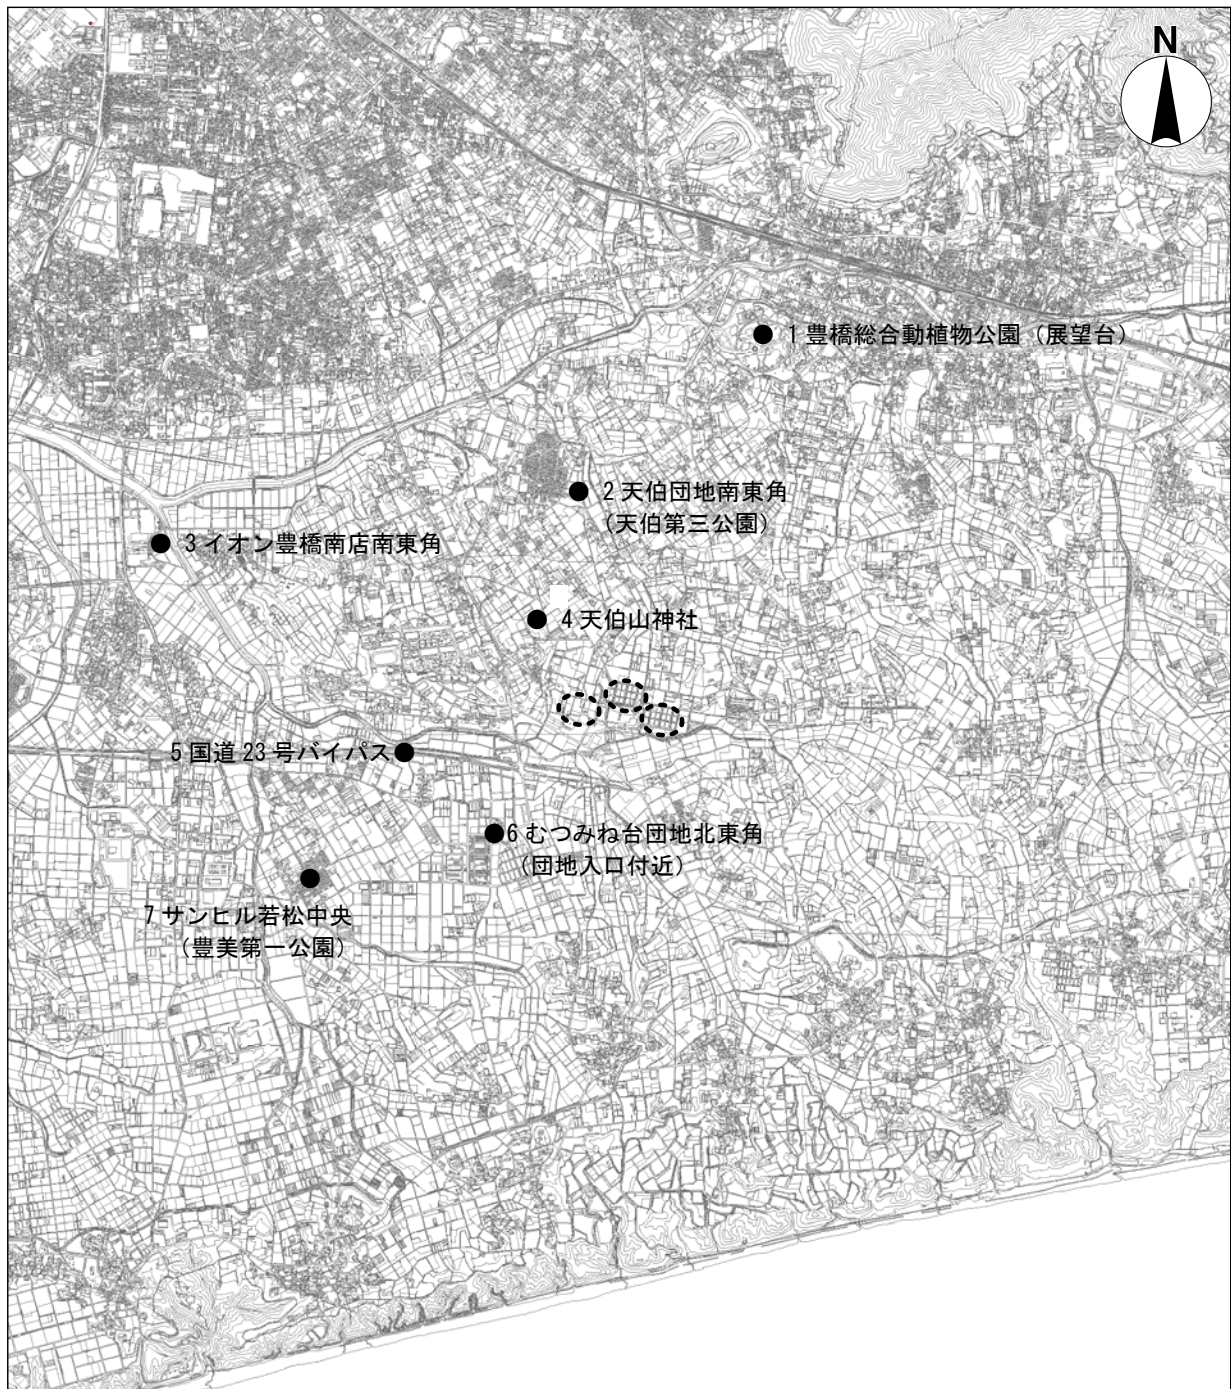 N
1 豊橋総合動植物公園（展望台）
2 天伯団地南東角
（天伯第三公園）
3 イオン豊橋南店南東角
4 天伯山神社
5 国道 23 号バイパス
6 むつみね台団地北東角
（団地入口付近）
7 サンヒル若松中央
（豊美第一公園）